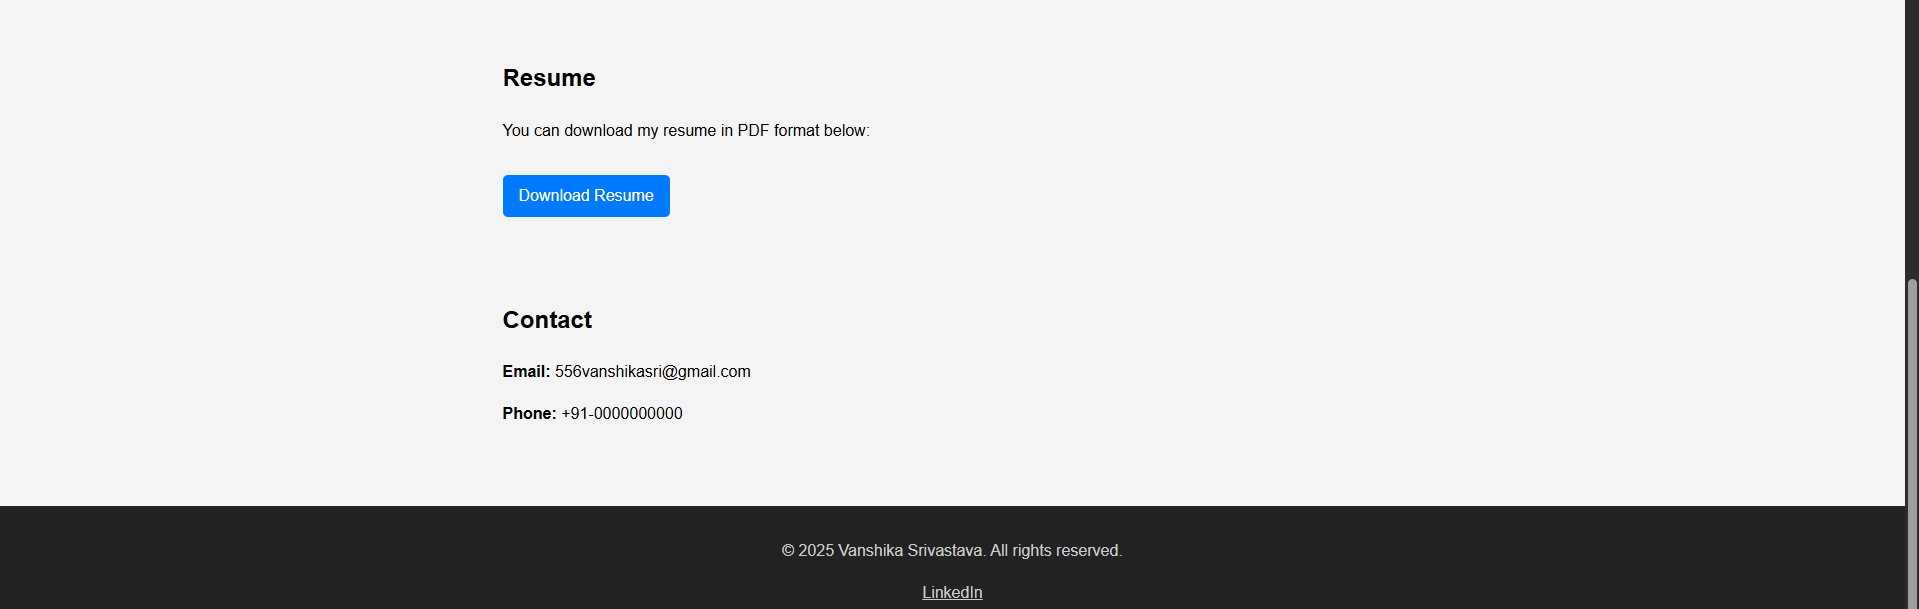 Resume
You can download my resume in PDF format below:
Download Resume
Contact
Email: 556vanshikasri@gmail.com
Phone: +91-0000000000
© 2025 Vanshika Srivastava. All rights reserved.
LinkedIn